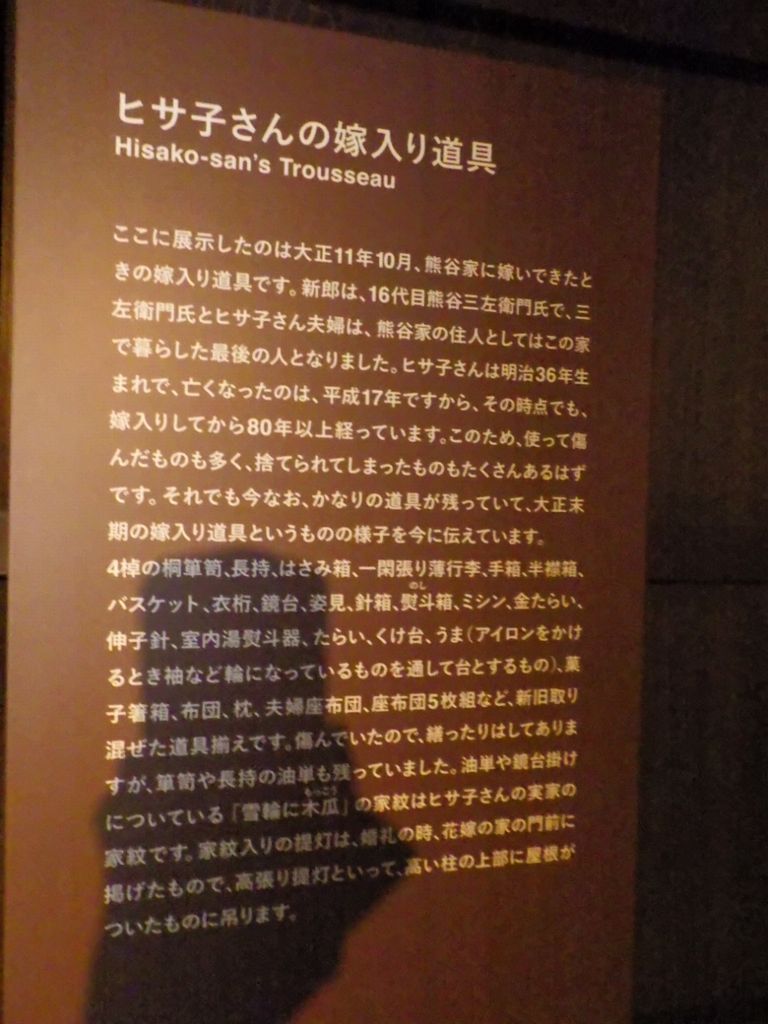 ヒサ子さんの嫁入り道具
Hisako-san's Trousseau
ここに展示したのは大正11年10月、熊谷家に嫁いできたと
きの嫁入り道具です。新郎は、16代目熊谷三左衛門氏で、三
左衛門氏とヒサ子さん夫婦は、熊谷家の住人としてはこの家
で暮らした最後の人となりました。ヒサ子さんは明治36年生
まれで、亡くなったのは、平成17年ですから、その時点でも、
嫁入りしてから80年以上経っています。このため、使って傷
んだものも多く、捨てられてしまったものもたくさんあるはず
です。それでも今なお、かなりの道具が残っていて、大正末
期の嫁入り道具というものの様子を今に伝えています。
4棹の桐箪笥、長持、はさみ箱、一閑張り薄行李、手箱、半襟箱、
バスケット、衣桁、鏡台、姿見、針箱、熨斗箱、ミシン、金たらい、
のし
伸子針、室内湯熨斗器、たらい、くけ台、うま（アイロンをかけ
るとき袖など輪になっているものを通して台とするもの）、菓
子箸箱、布団、枕、夫婦座布団、座布団5枚組など、新旧取り
混ぜた道具揃えです。傷んでいたので、繕ったりはしてありま
すが、箪笥や長持の油単も残っていました。油単や鏡台掛け
についている「雪輪に木瓜」の家紋はヒサ子さんの実家の
もっこう
家紋です。家紋入りの提灯は、婚礼の時、花嫁の家の門前に
掲げたもので、高張り提灯といって、高い柱の上部に屋根が
ついたものに吊ります。